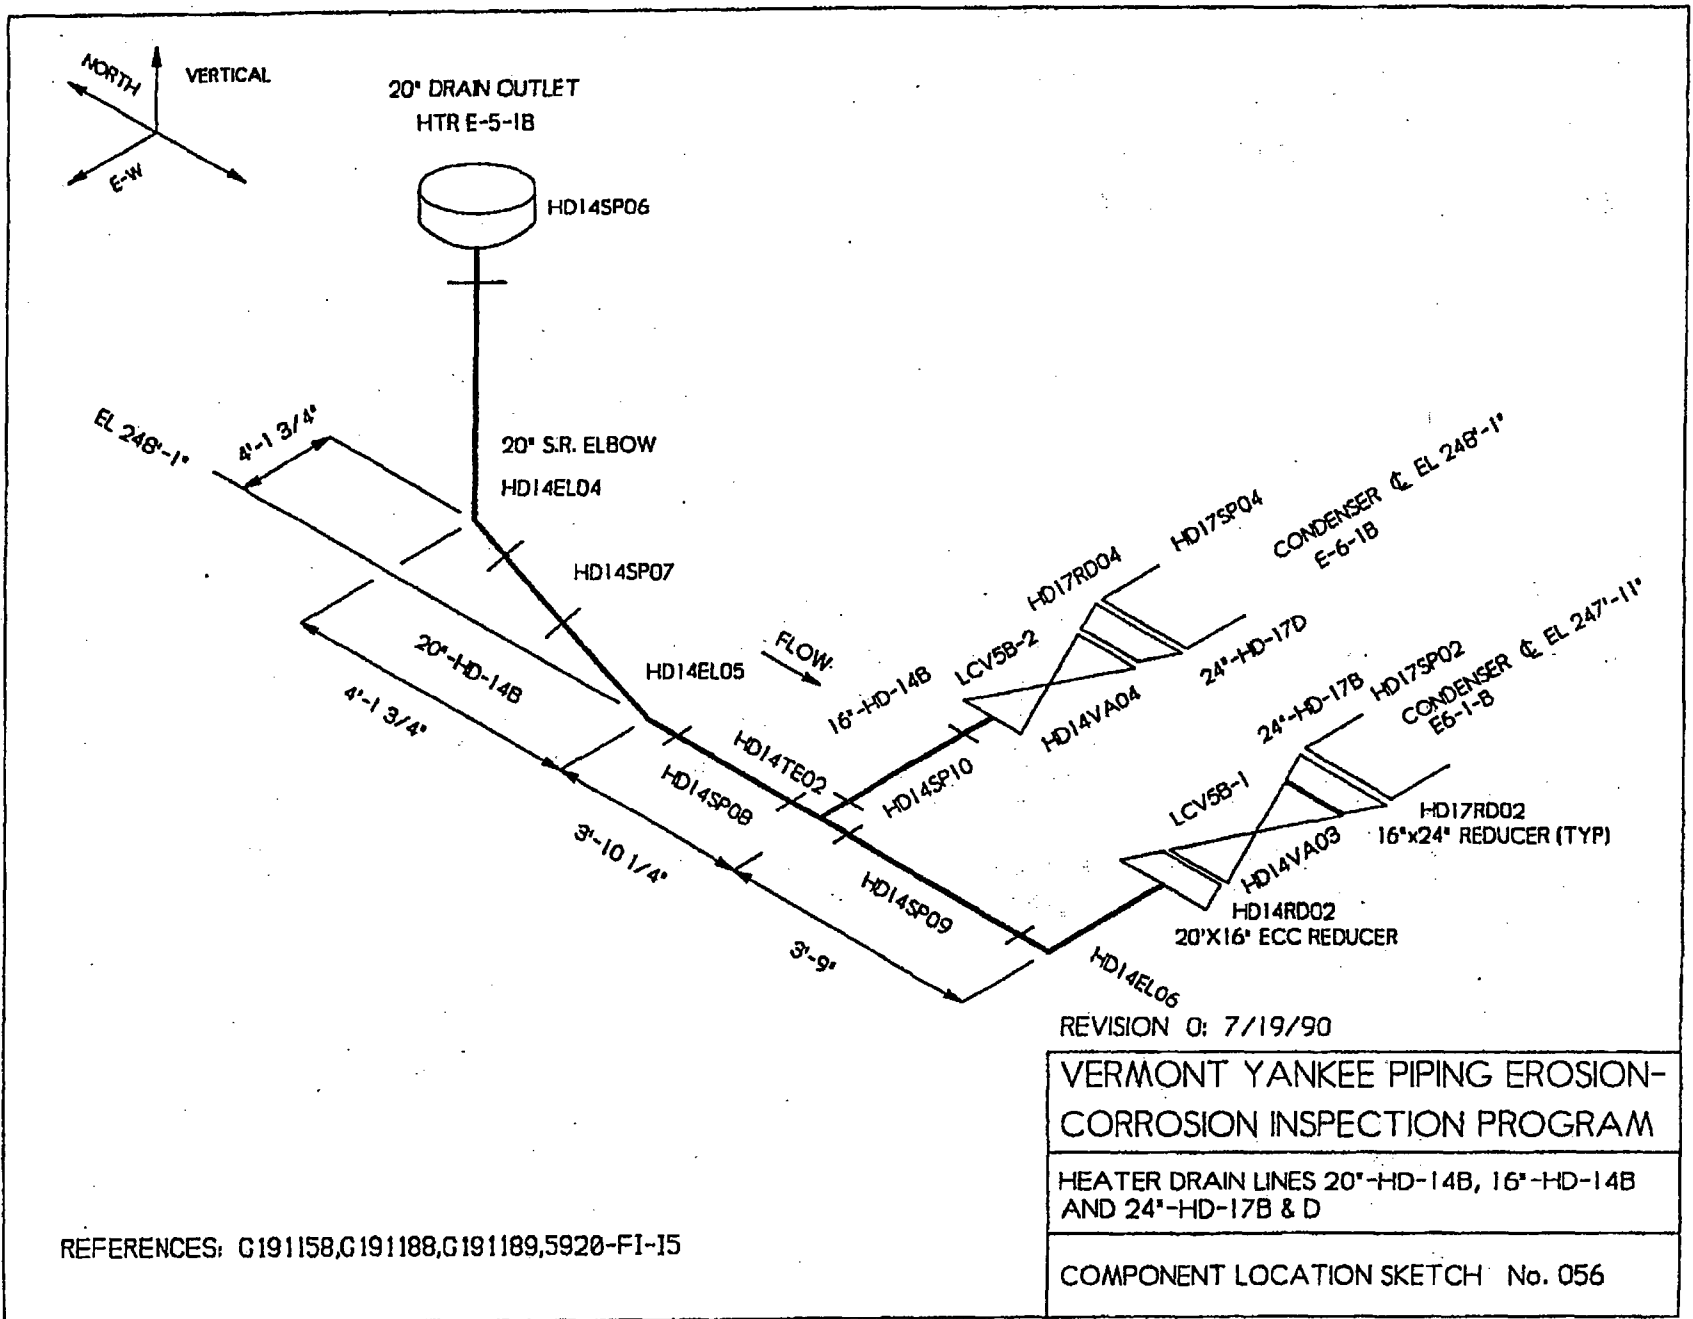 NORTH
VERTICAL
E-W
20" DRAIN OUTLET
HTR E-5-1B
HD14SP06
EL 248'-1"
4'-1 3/4"
20" S.R. ELBOW
HD14EL04
HD14SP07
20"-HD-14B
4'-1 3/4"
HD14EL05
FLOW
HD14TE02
HD14SP08
3'-10 1/4"
16"-HD-14B
LCV5B-2
HD17RD04
HD17SP04
CONDENSER ℄ EL 248'-1"
E-6-1B
24"-HD-17D
HD14VA04
HD14SP10
HD14SP09
3'-9"
LCV5B-1
24"-HD-17B
HD17SP02
CONDENSER ℄ EL 247'-11"
E6-1-B
HD17RD02
16"x24" REDUCER (TYP)
HD14VA03
HD14RD02
20"X16" ECC REDUCER
HD14EL06
REVISION 0: 7/19/90
VERMONT YANKEE PIPING EROSION-
CORROSION INSPECTION PROGRAM
HEATER DRAIN LINES 20"-HD-14B, 16"-HD-14B
AND 24"-HD-17B & D
COMPONENT LOCATION SKETCH No. 056
REFERENCES: G191158,G191188,G191189,5920-FI-15